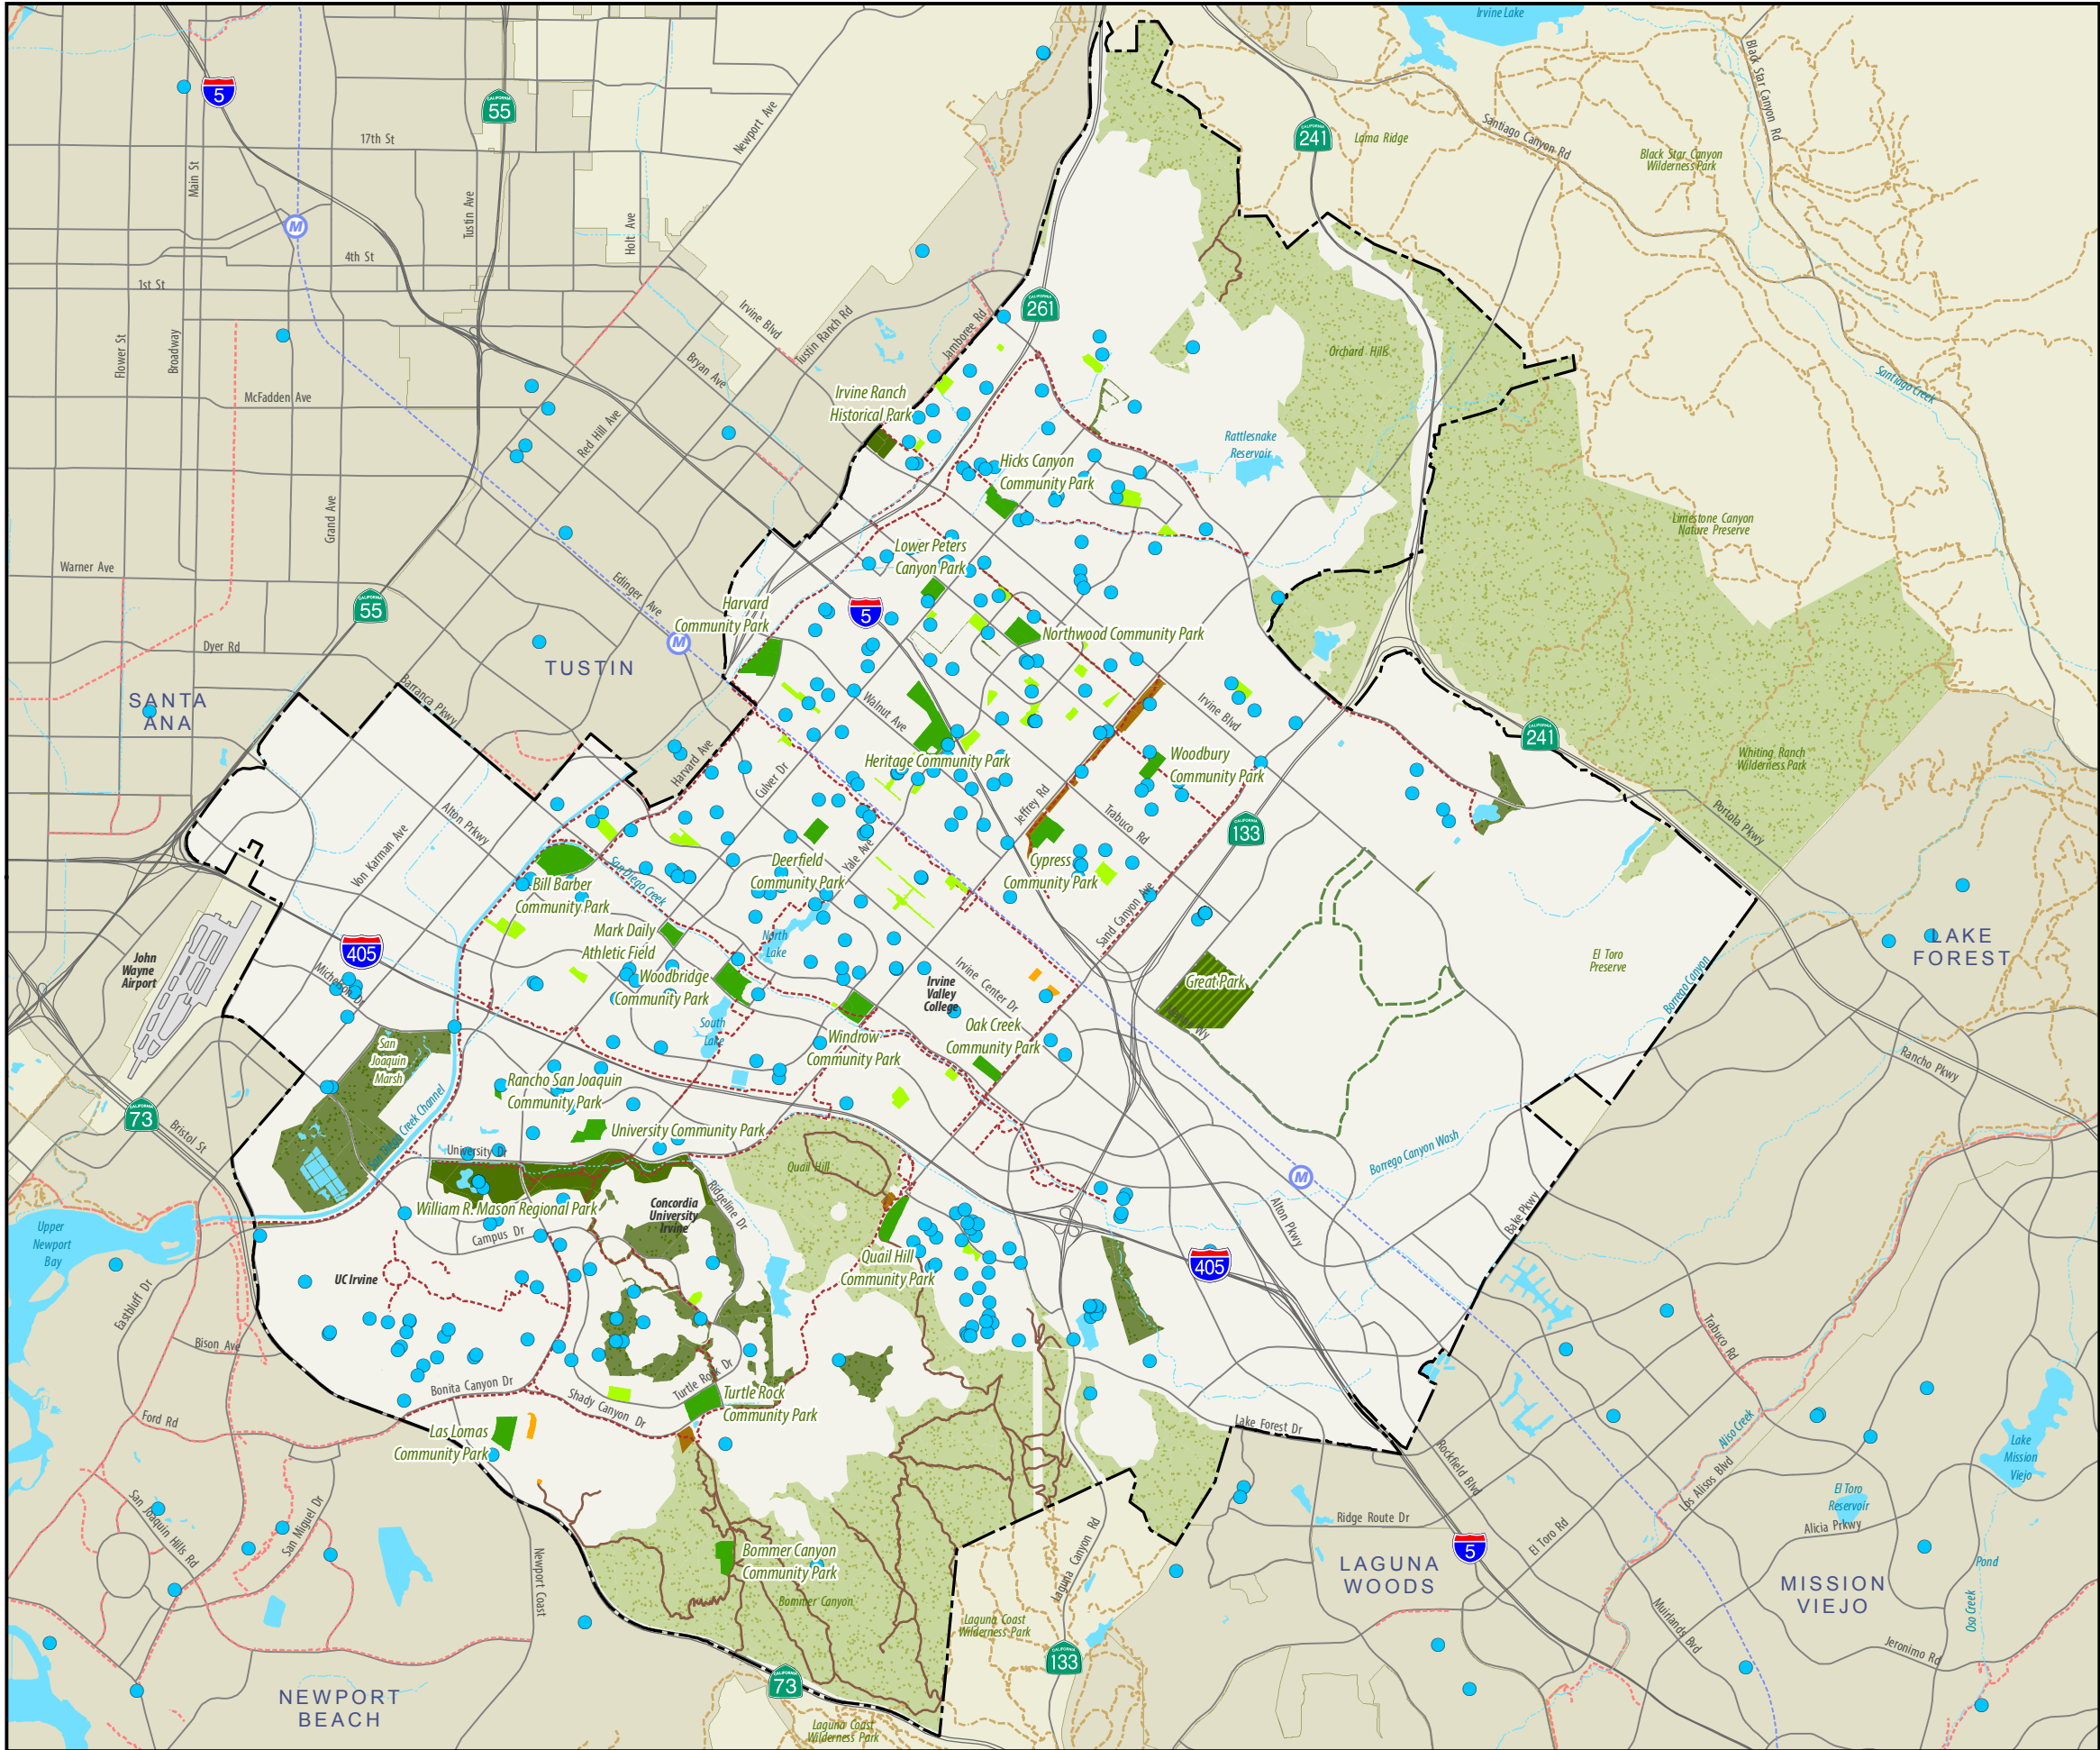 Irvine Lake
Black Star Canyon Rd
5
CALIFORNIA
55
CALIFORNIA
241
Loma Ridge
Santiago Canyon Rd
Black Star Canyon
Wilderness Park
Newport Ave
17th St
Main St
Tustin Ave
Holt Ave
M
4th St
1st St
Flower St
Broadway
Irvine Blvd
Tustin Ranch Rd
Jamboree Rd
CALIFORNIA
261
Bryan Ave
Orchard Hills
Santiago Creek
McFadden Ave
Red Hill Ave
Irvine Ranch
Historical Park
Rattlesnake
Reservoir
Hicks Canyon
Community Park
Grand Ave
Limestone Canyon
Nature Preserve
Warner Ave
Edinger Ave
Lower Peters
Canyon Park
CALIFORNIA
55
Harvard
Community Park
5
M
Northwood Community Park
Dyer Rd
TUSTIN
SANTA
ANA
Barranca Pkwy
Walnut Ave
Irvine Blvd
CALIFORNIA
241
Whiting Ranch
Wilderness Park
Harvard Ave
Culver Dr
Heritage Community Park
Woodbury
Community Park
Jeffrey Rd
Trabuco Rd
CALIFORNIA
133
Portola Pkwy
Alton Prkwy
Von Karman Ave
San Diego Creek
Deerfield
Community Park
Yale Ave
Cypress
Community Park
Bill Barber
Community Park
Sand Canyon Ave
Mark Daily
Athletic Field
North
Lake
LAKE
FOREST
405
John
Wayne
Airport
Michelson Dr
Woodbridge
Community Park
Irvine
Valley
College
Irvine Center Dr
Great Park
El Toro
Preserve
Borrego Canyon
South
Lake
Windrow
Community Park
Oak Creek
Community Park
San
Joaquin
Marsh
Rancho San Joaquin
Community Park
Rancho Pkwy
CALIFORNIA
73
Bristol St
San Diego Creek Channel
University Community Park
University Dr
Quail Hill
Borrego Canyon Wash
M
William R. Mason Regional Park
Concordia
University
Irvine
Ridgeline Dr
Campus Dr
Alton Pkwy
Bake Pkwy
Upper
Newport
Bay
UC Irvine
Quail Hill
Community Park
405
Eastbluff Dr
Bison Ave
Trabuco Rd
Bonita Canyon Dr
Shady Canyon Dr
Turtle Rock Dr
Turtle Rock
Community Park
Ford Rd
Las Lomas
Community Park
Lake Forest Dr
Rockfield Blvd
Aliso Creek
Los Alisos Blvd
Lake
Mission
Viejo
San Joaquin Hills Rd
San Miguel Dr
El Toro
Reservoir
Ridge Route Dr
El Toro Rd
Alicia Prkwy
Newport Coast
Bommer Canyon
Community Park
Bommer Canyon
Laguna Canyon Rd
LAGUNA
WOODS
5
MISSION
VIEJO
Pond
Oso Creek
Laguna Coast
Wilderness Park
Muirlands Bvd
Jeronimo Rd
CALIFORNIA
133
CALIFORNIA
73
NEWPORT
BEACH
Laguna Coast
Wilderness Park